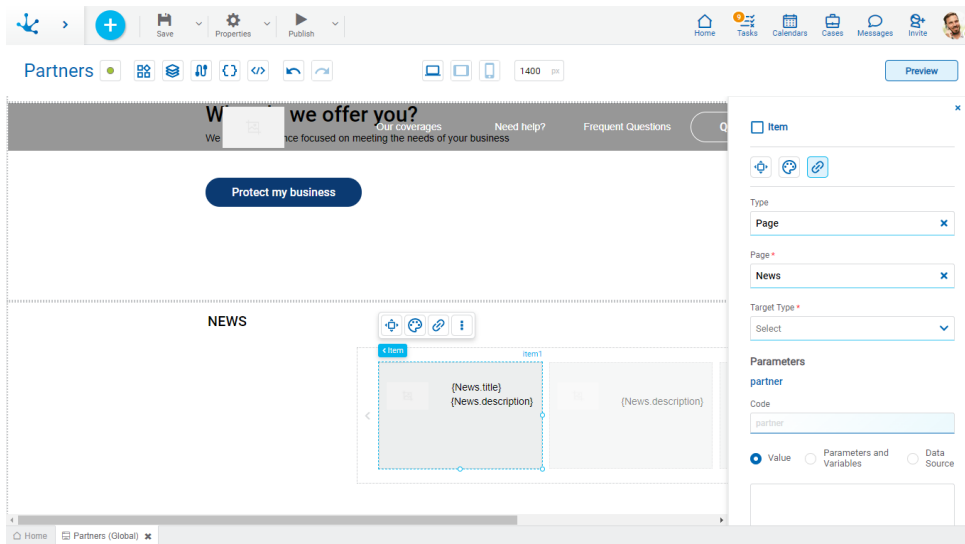 Save
Properties
Publish
Home
9
Tasks
Calendars
Cases
Messages
Invite
Partners
1400 px
Preview
we offer you?
We
nce focused on meeting the needs of your business
Our coverages
Need help?
Frequent Questions
Q
Protect my business
NEWS
Item
item1
{News.title}
{News.description}
{News.description}
Item
Type
Page
Page *
News
Target Type *
Select
Parameters
partner
Code
partner
Value
Parameters and
Variables
Data
Source
Home
Partners (Global)